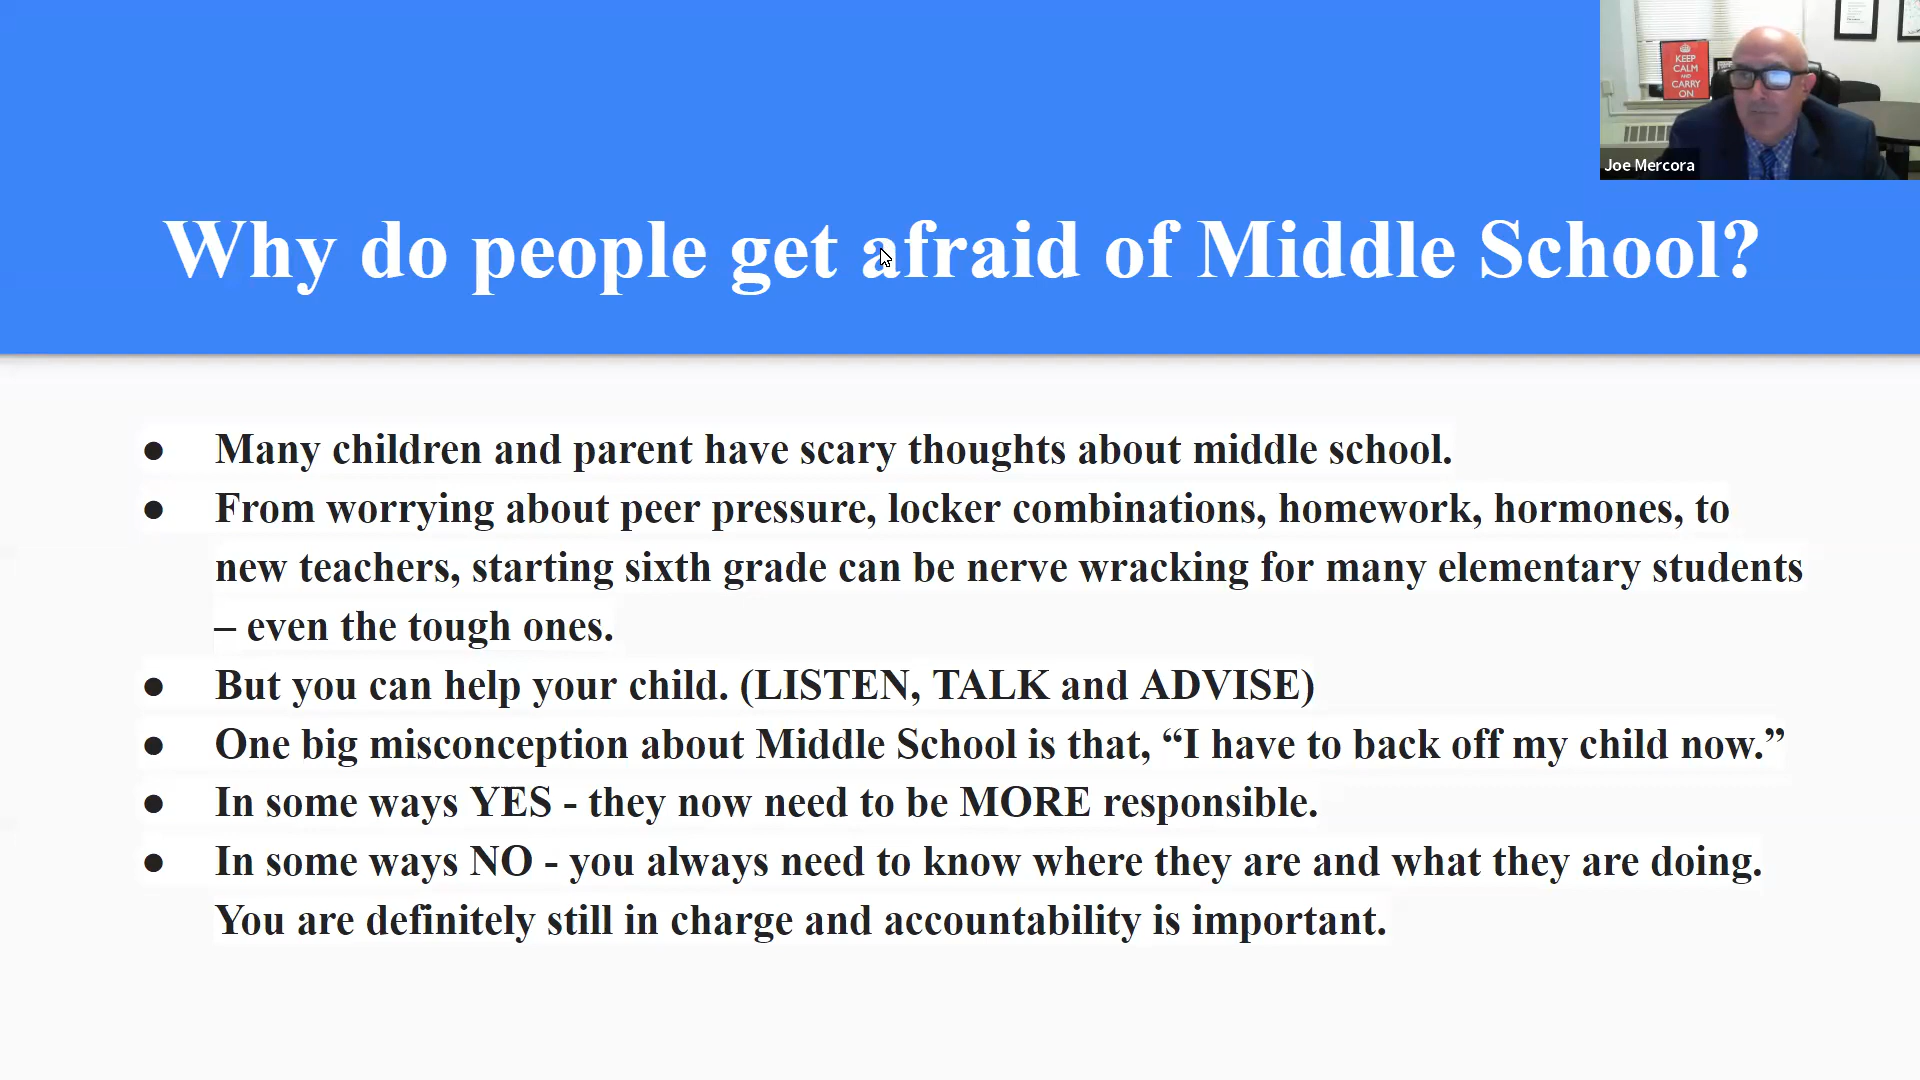 KEEP
CALM
AND
CARRY
ON
Joe Mercora
Why do people get afraid of Middle School?
● Many children and parent have scary thoughts about middle school.
● From worrying about peer pressure, locker combinations, homework, hormones, to
new teachers, starting sixth grade can be nerve wracking for many elementary students
– even the tough ones.
● But you can help your child. (LISTEN, TALK and ADVISE)
● One big misconception about Middle School is that, “I have to back off my child now.”
● In some ways YES - they now need to be MORE responsible.
● In some ways NO - you always need to know where they are and what they are doing.
You are definitely still in charge and accountability is important.